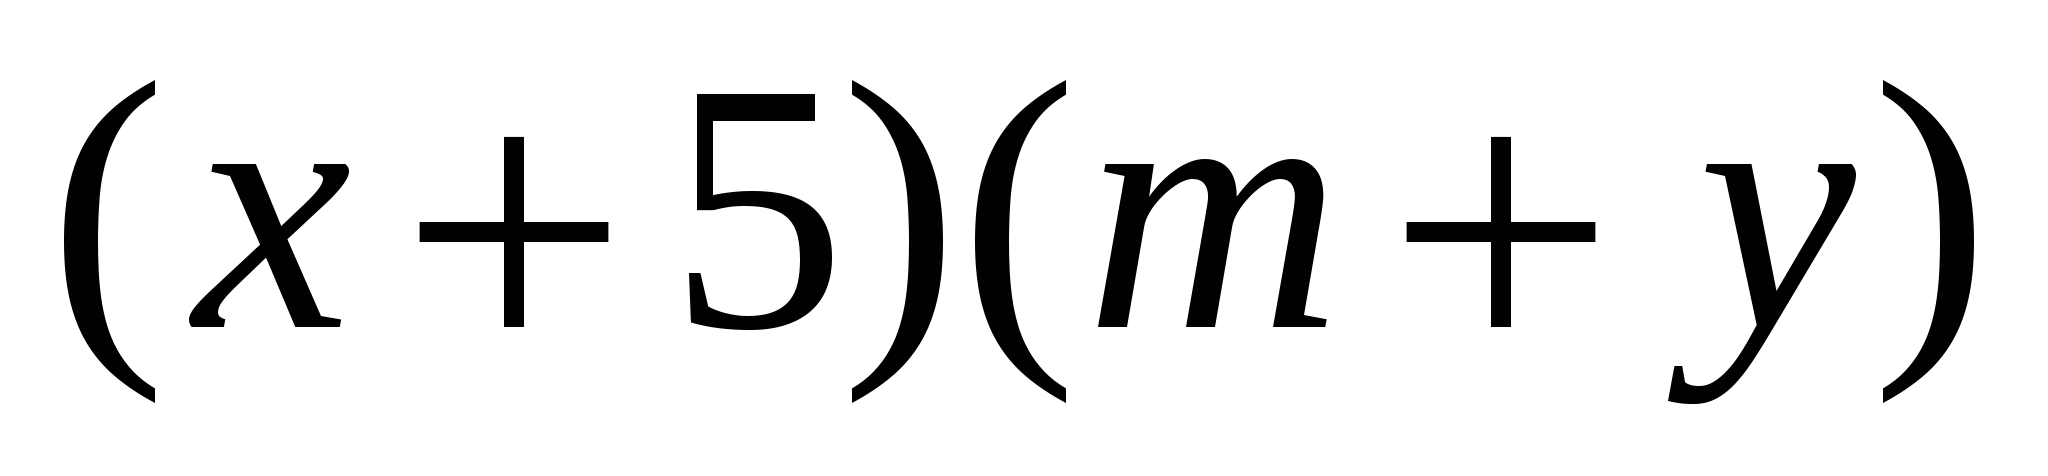 (x + 5)(m + y)